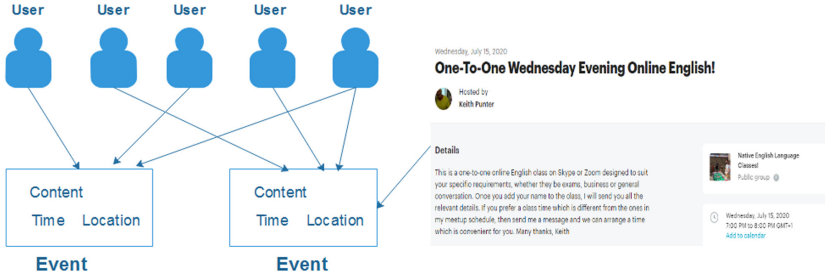 User User User User User
Content
Time Location
Event
Content
Time Location
Event
Wednesday, July 15, 2020
One-To-One Wednesday Evening Online English!
Hosted by
Keith Punter
Details
This is a one-to-one online English class on Skype or Zoom designed to suit
your specific requirements, whether they be exams, business or general
conversation. Once you add your name to the class, I will send you all the
relevant details. If you prefer a class time which is different from the ones in
my meetup schedule, then send me a message and we can arrange a time
which is convenient for you. Many thanks, Keith
Native English Language
Classes!
Public group
Wednesday, July 15, 2020
7:00 PM to 8:00 PM GMT+1
Add to calendar